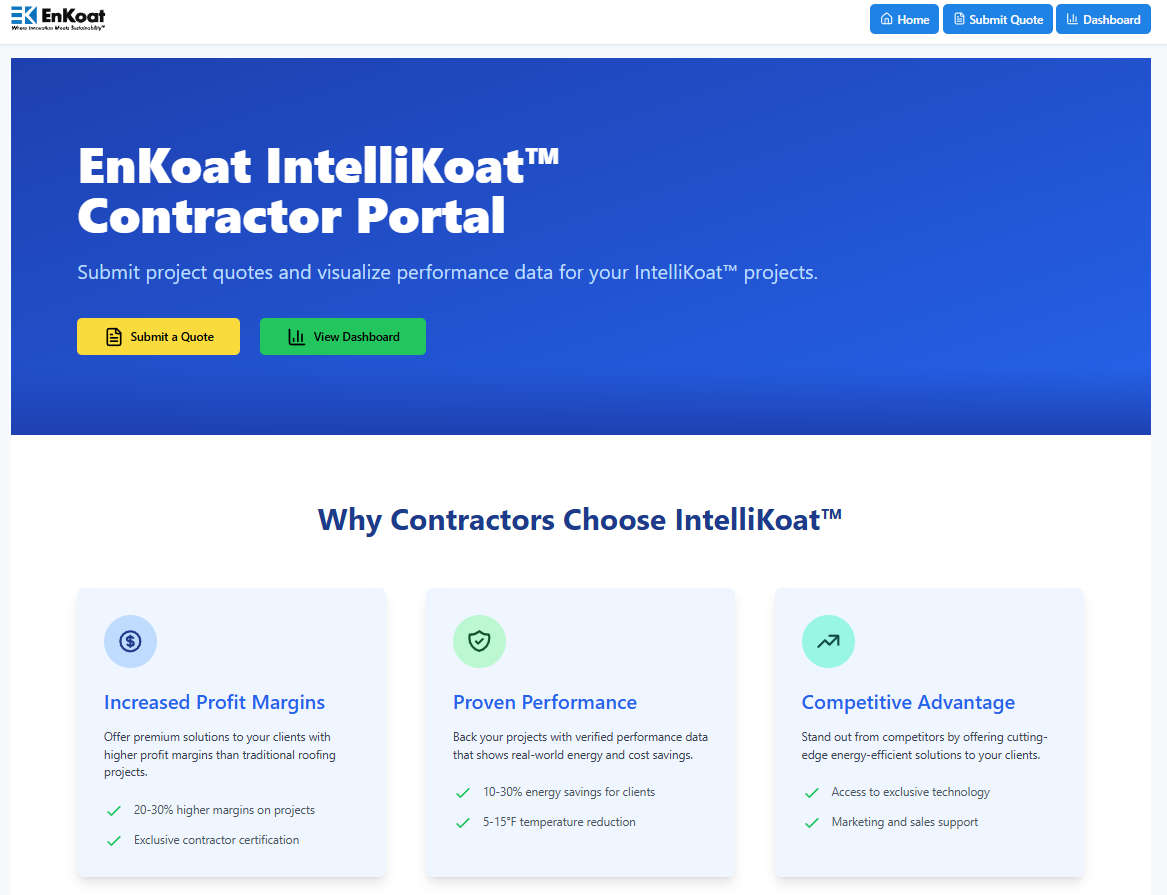 EnKoat
Where Innovation Meets Sustainability™
Home
Submit Quote
Dashboard
EnKoat IntelliKoat™
Contractor Portal
Submit project quotes and visualize performance data for your IntelliKoat™ projects.
Submit a Quote
View Dashboard
Why Contractors Choose IntelliKoat™
Increased Profit Margins
Offer premium solutions to your clients with
higher profit margins than traditional roofing
projects.
20-30% higher margins on projects
Exclusive contractor certification
Proven Performance
Back your projects with verified performance data
that shows real-world energy and cost savings.
10-30% energy savings for clients
5-15°F temperature reduction
Competitive Advantage
Stand out from competitors by offering cutting-
edge energy-efficient solutions to your clients.
Access to exclusive technology
Marketing and sales support